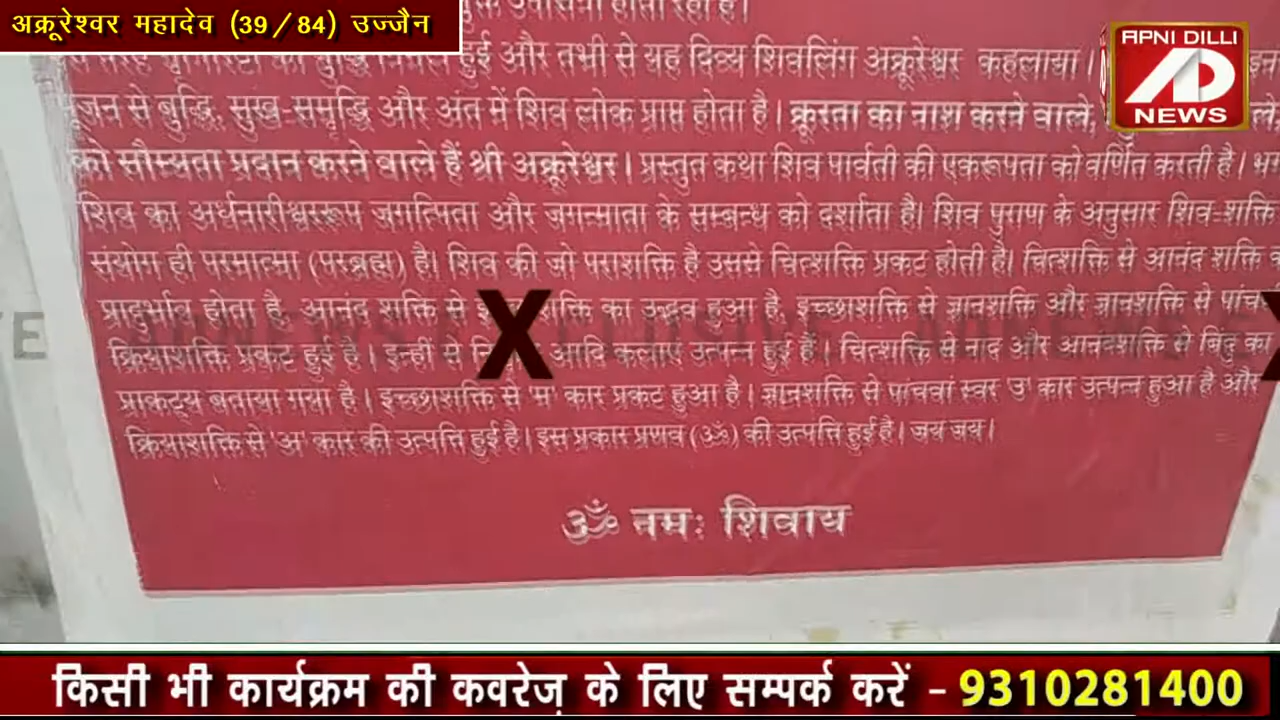 अक्रूरेश्वर महादेव (39/84) उज्जैन
APNI DILLI
AD
NEWS
हुई और तभी से यह दिव्य शिवलिंग अक्रूरेश्वर कहलाया।
पूजन से बुद्धि, सुख-समृद्धि और अंत में शिव लोक प्राप्त होता है। क्रूरता का नाश करने वाले,
को सौम्यता प्रदान करने वाले हैं श्री अक्रूरेश्वर। प्रस्तुत कथा शिव पार्वती की एकरूपता को वर्णित करती है।
शिव का अर्धनारीश्वररूप जगत्पिता और जगन्माता के सम्बन्ध को दर्शाता है। शिव पुराण के अनुसार शिव-शक्ति
संयोग ही परमात्मा (परब्रह्म) है। शिव की जो पराशक्ति है उससे चित्शक्ति प्रकट होती है। चित्शक्ति से आनंद शक्ति
प्रादुर्भाव होता है, आनंद शक्ति से शक्ति का उद्भव हुआ है, इच्छाशक्ति से ज्ञानशक्ति और ज्ञानशक्ति से
क्रियाशक्ति प्रकट हुई है। इन्हीं से आदि कलाएं उत्पन्न हुई हैं। चित्शक्ति से नाद और आनंदशक्ति से बिंदु का
प्राकट्य बताया गया है। इच्छाशक्ति से 'म' कार प्रकट हुआ है। ज्ञानशक्ति से पांचवां स्वर 'उ' कार उत्पन्न हुआ है और
क्रियाशक्ति से 'अ' कार की उत्पत्ति हुई है। इस प्रकार प्रणव (ॐ) की उत्पत्ति हुई है। जय जय।
ॐ नमः शिवाय
ADNEWS EXCLUSIVE
किसी भी कार्यक्रम की कवरेज़ के लिए सम्पर्क करें - 9310281400